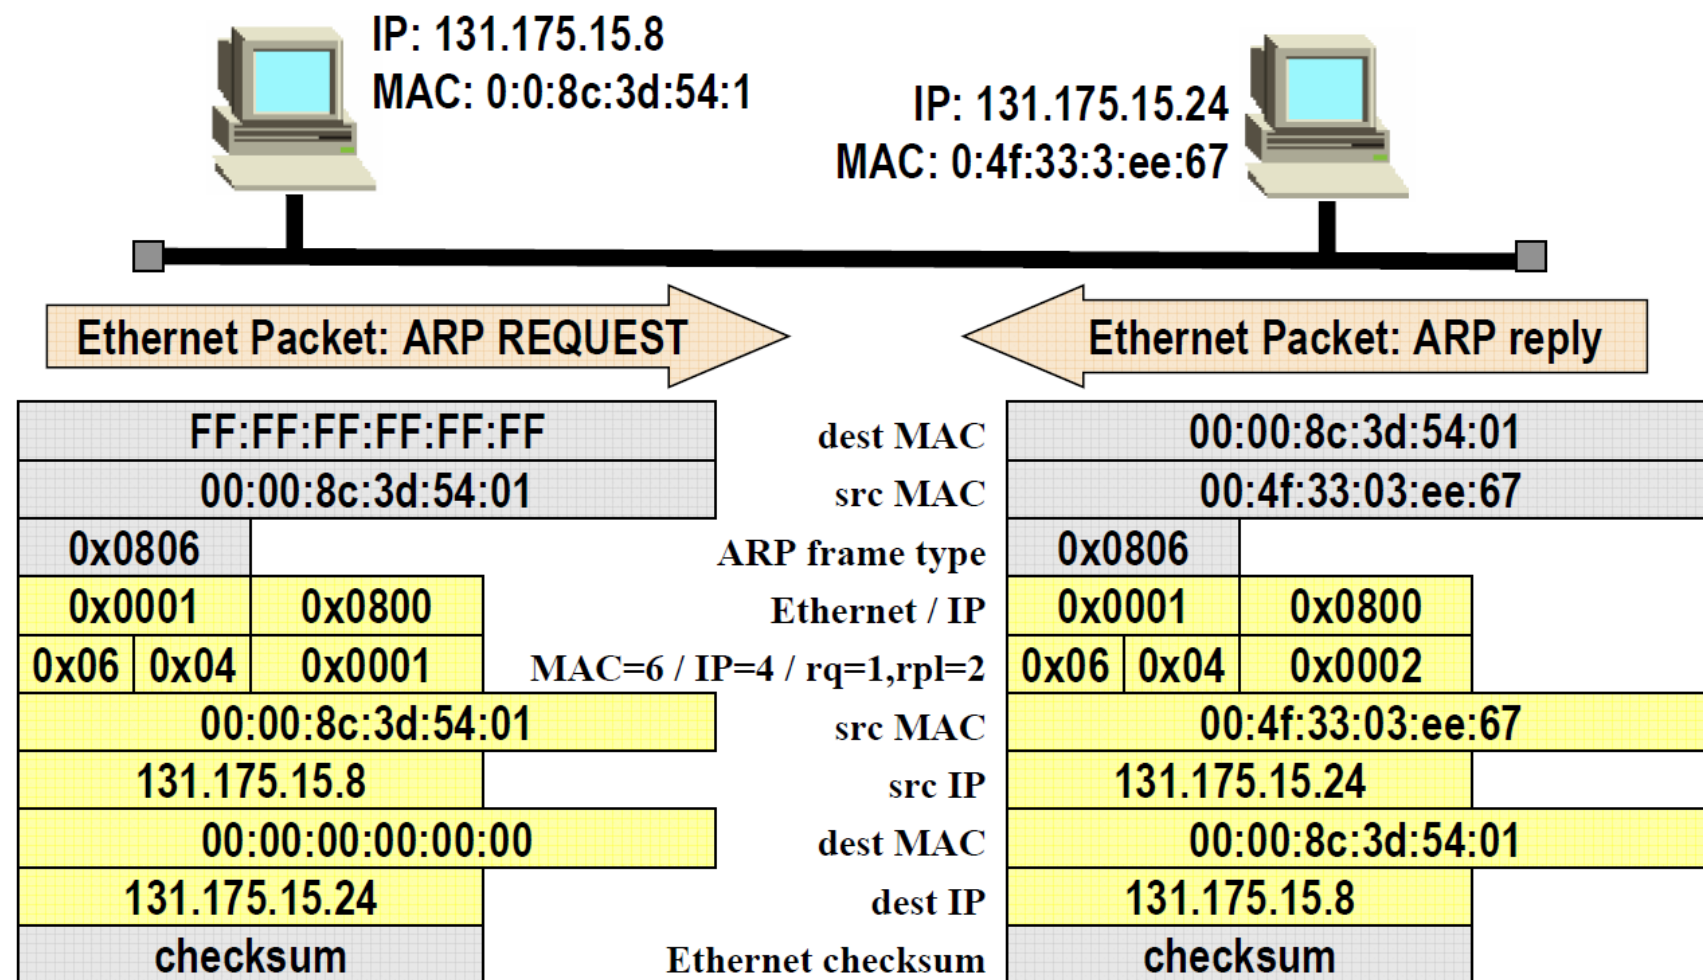 IP: 131.175.15.8
MAC: 0:0:8c:3d:54:1
IP: 131.175.15.24
MAC: 0:4f:33:3:ee:67
Ethernet Packet: ARP REQUEST
Ethernet Packet: ARP reply
FF:FF:FF:FF:FF:FF dest MAC 00:00:8c:3d:54:01
00:00:8c:3d:54:01 src MAC 00:4f:33:03:ee:67
0x0806 ARP frame type 0x0806
0x0001 0x0800 Ethernet / IP 0x0001 0x0800
0x06 0x04 0x0001 MAC=6 / IP=4 / rq=1,rpl=2 0x06 0x04 0x0002
00:00:8c:3d:54:01 src MAC 00:4f:33:03:ee:67
131.175.15.8 src IP 131.175.15.24
00:00:00:00:00:00 dest MAC 00:00:8c:3d:54:01
131.175.15.24 dest IP 131.175.15.8
checksum Ethernet checksum checksum